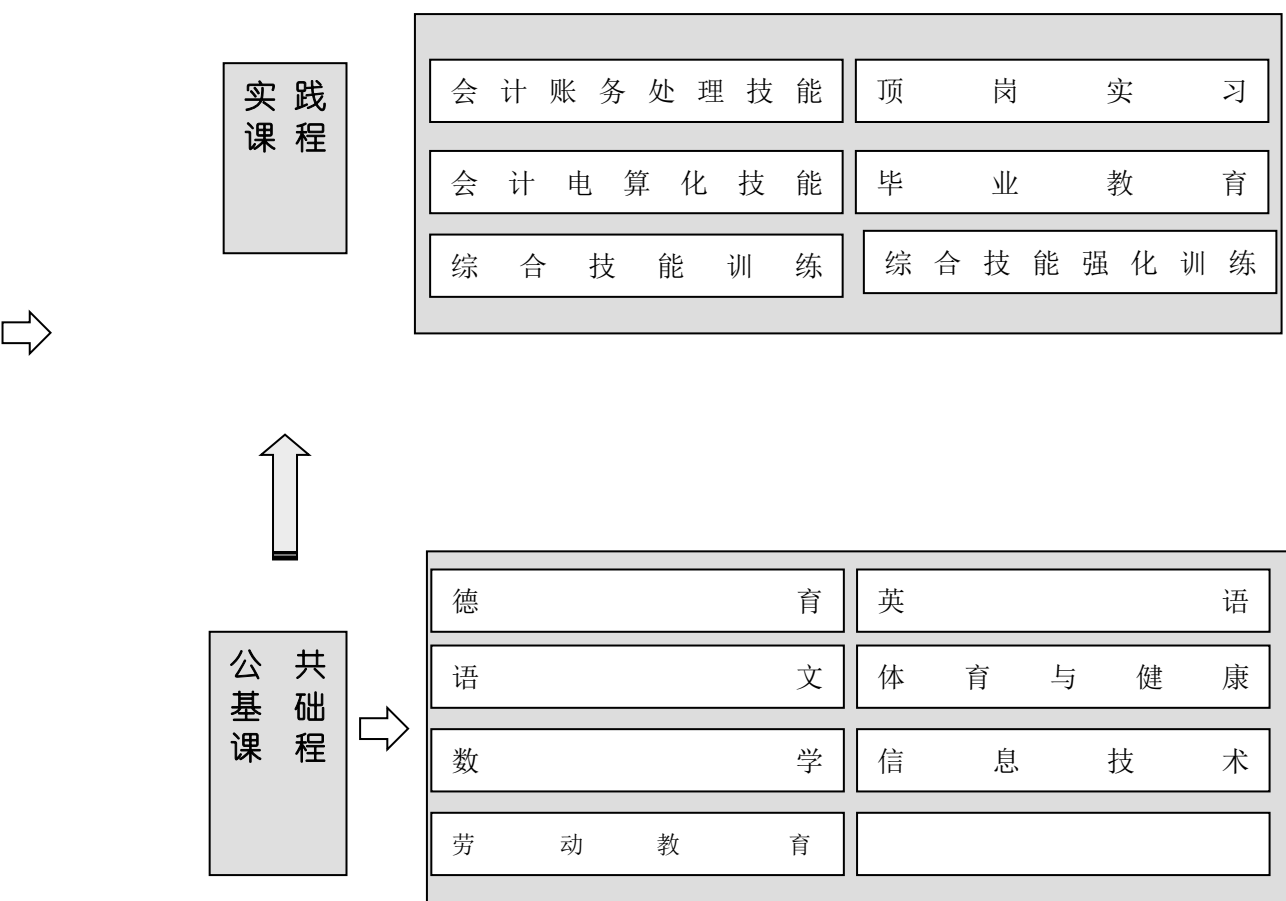 实践
课程
会计账务处理技能
顶岗实习
会计电算化技能
毕业教育
综合技能训练
综合技能强化训练
公共
基础
课程
德育
英语
语文
体育与健康
数学
信息技术
劳动教育